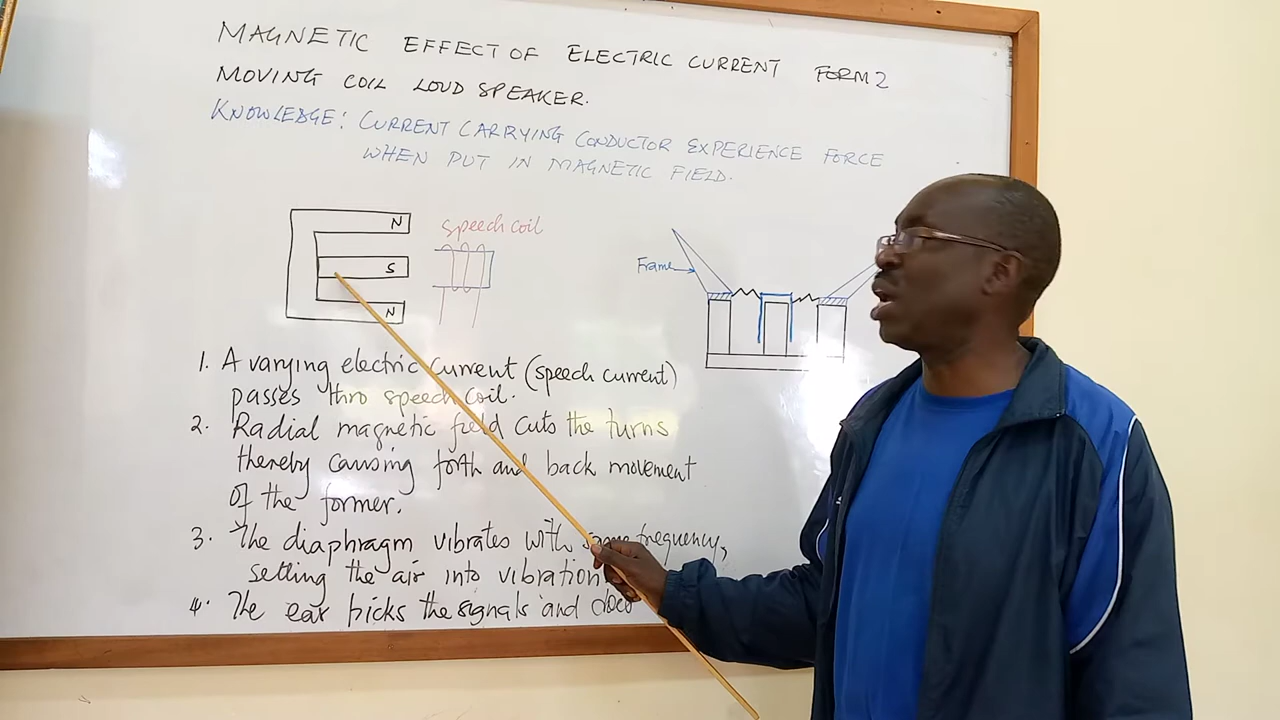 MAGNETIC EFFECT OF ELECTRIC CURRENT FORM 2
MOVING COIL LOUD SPEAKER.
KNOWLEDGE: CURRENT CARRYING CONDUCTOR EXPERIENCE FORCE
WHEN PUT IN MAGNETIC FIELD.
N
speech coil
S
Frame
N
1. A varying electric current (speech current)
passes thro speech coil.
2. Radial magnetic field cuts the turns
thereby causing forth and back movement
of the former.
3. The diaphragm vibrates with same frequency,
setting the air into vibration
4. The ear picks the signals and